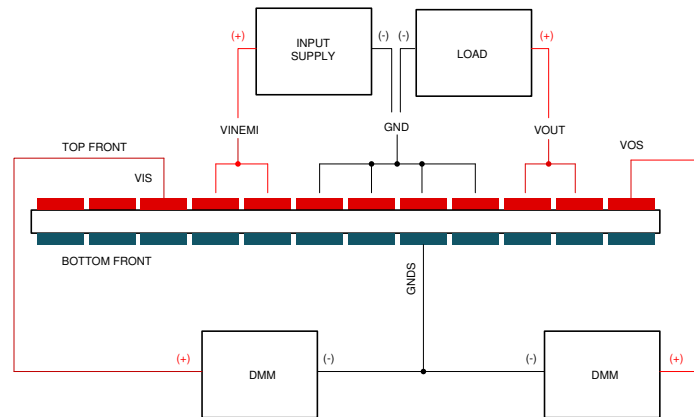 (+)
INPUT
SUPPLY
(-)
(-)
LOAD
(+)
VINEMI
GND
VOUT
VOS
TOP FRONT
VIS
BOTTOM FRONT
GNDS
(+)
DMM
(-)
(-)
DMM
(+)